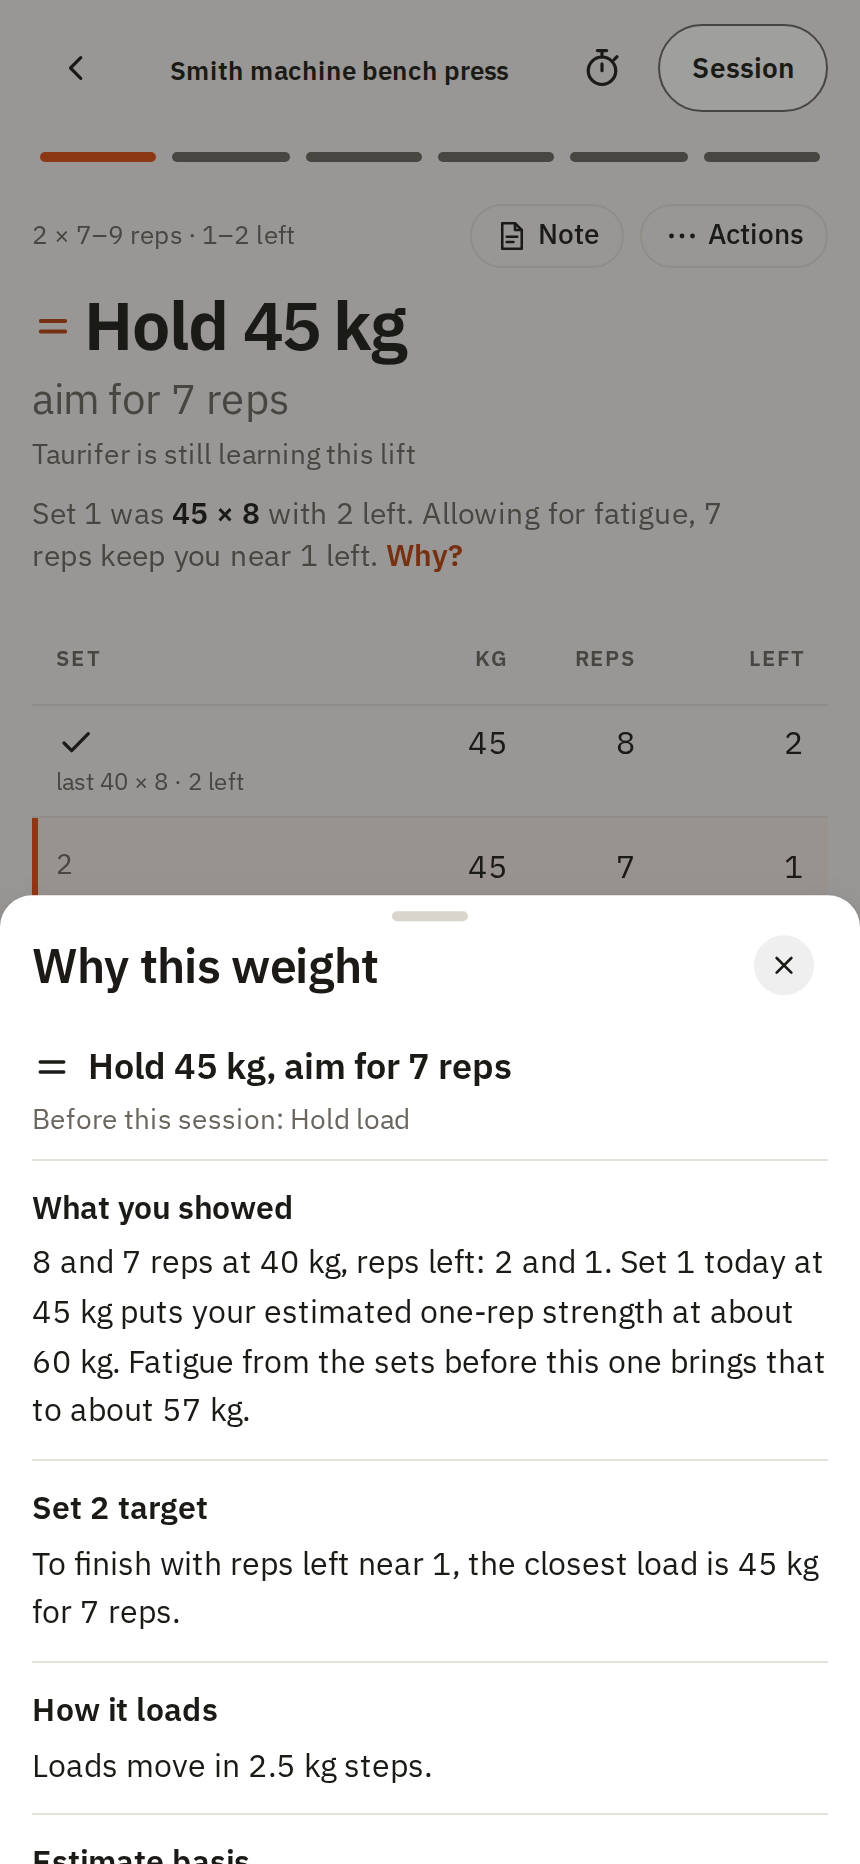 Smith machine bench press
Session
2 × 7–9 reps · 1–2 left
Note
Actions
= Hold 45 kg
aim for 7 reps
Taurifer is still learning this lift
Set 1 was 45 × 8 with 2 left. Allowing for fatigue, 7
reps keep you near 1 left. Why?
SET KG REPS LEFT
45 8 2
last 40 × 8 · 2 left
2 45 7 1
Why this weight
= Hold 45 kg, aim for 7 reps
Before this session: Hold load
What you showed
8 and 7 reps at 40 kg, reps left: 2 and 1. Set 1 today at
45 kg puts your estimated one-rep strength at about
60 kg. Fatigue from the sets before this one brings that
to about 57 kg.
Set 2 target
To finish with reps left near 1, the closest load is 45 kg
for 7 reps.
How it loads
Loads move in 2.5 kg steps.
Estimate basis